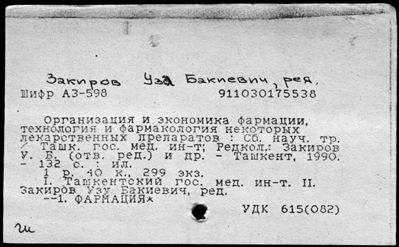 Закиров Узу Бакиевич, ред.
Шифр А3-598 911030175538
Организация и экономика фармации,
технология и фармакология некоторых
лекарственных препаратов : Сб. науч. тр.
/ Ташк. гос. мед. ин-т; Редкол.: Закиров
У. Б. (отв. ред.) и др. - Ташкент, 1990.
- 132 с. : ил.
1 р. 40 к., 299 экз.
I. Ташкентский гос. мед. ин-т. II.
Закиров Узу Бакиевич, ред.
--1. ФАРМАЦИЯ*
УДК 615(082)